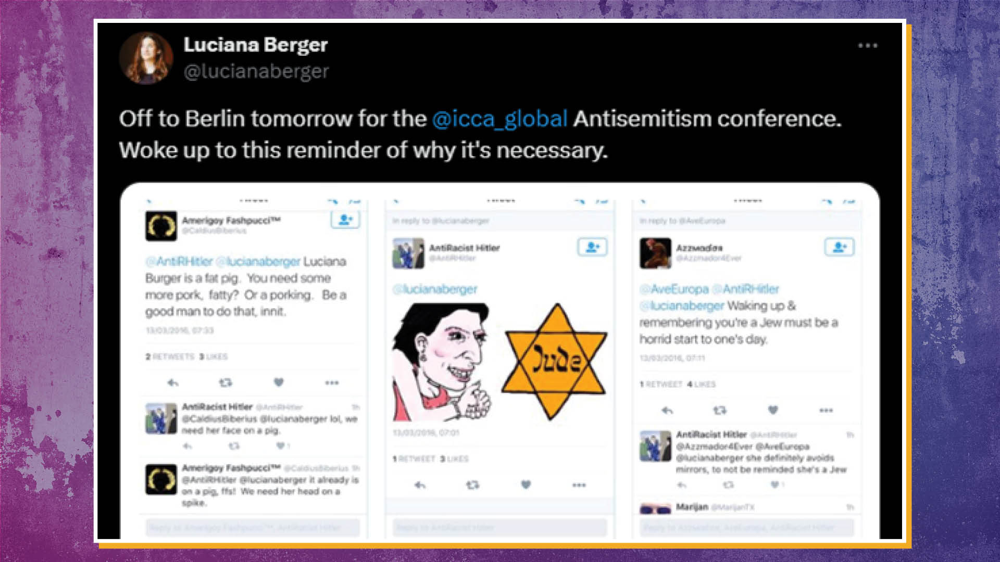 Luciana Berger
@lucianaberger
Off to Berlin tomorrow for the @icca_global Antisemitism conference.
Woke up to this reminder of why it's necessary.
Tweet
Amerigoy Fashpucci™
@CaldiusBiberius
@AntiRHitler @lucianaberger Luciana
Burger is a fat pig. You need some
more pork, fatty? Or a porking. Be a
good man to do that, innit.
13/03/2016, 07:33
2 RETWEETS 3 LIKES
AntiRacist Hitler @AntiRHitler 1h
@CaldiusBiberius @lucianaberger lol, we
need her face on a pig.
1
Amerigoy Fashpucci™ @CaldiusBiberius 1h
@AntiRHitler @lucianaberger it already is
on a pig, ffs! We need her head on a
spike.
Reply to Amerigoy Fashpucci™, AntiRacist Hitler
Tweet
In reply to @lucianaberger
AntiRacist Hitler
@AntiRHitler
@lucianaberger
Jude
13/03/2016, 07:01
1 RETWEET 3 LIKES
Reply to AntiRacist Hitler
Tweet
In reply to @AveEuropa
@Azzmador4Ever
@AveEuropa @AntiRHitler
@lucianaberger Waking up &
remembering you're a Jew must be a
horrid start to one's day.
13/03/2016, 07:11
1 RETWEET 4 LIKES
AntiRacist Hitler @AntiRHitler 1h
@Azzmador4Ever @AveEuropa
@lucianaberger she definitely avoids
mirrors, to not be reminded she's a Jew
1
Marijan @MarijanTX 1h
Reply to AveEuropa, AntiRacist Hitler